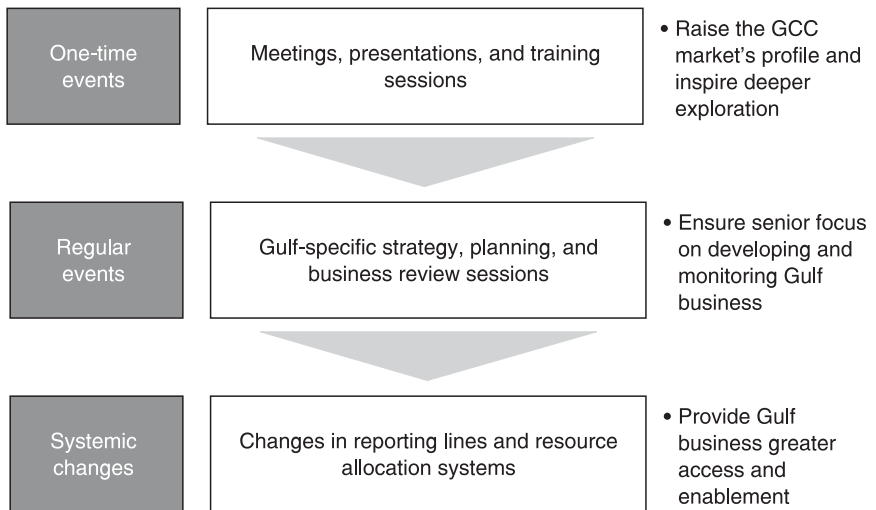 One-time
events
Meetings, presentations, and training
sessions
• Raise the GCC
market's profile and
inspire deeper
exploration
Regular
events
Gulf-specific strategy, planning, and
business review sessions
• Ensure senior focus
on developing and
monitoring Gulf
business
Systemic
changes
Changes in reporting lines and resource
allocation systems
• Provide Gulf
business greater
access and
enablement